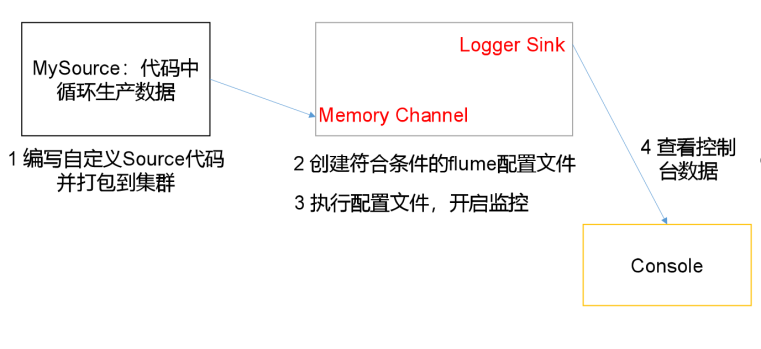 MySource：代码中
循环生产数据
1 编写自定义Source代码
并打包到集群
Logger Sink
Memory Channel
2 创建符合条件的flume配置文件
3 执行配置文件，开启监控
4 查看控制
台数据
Console